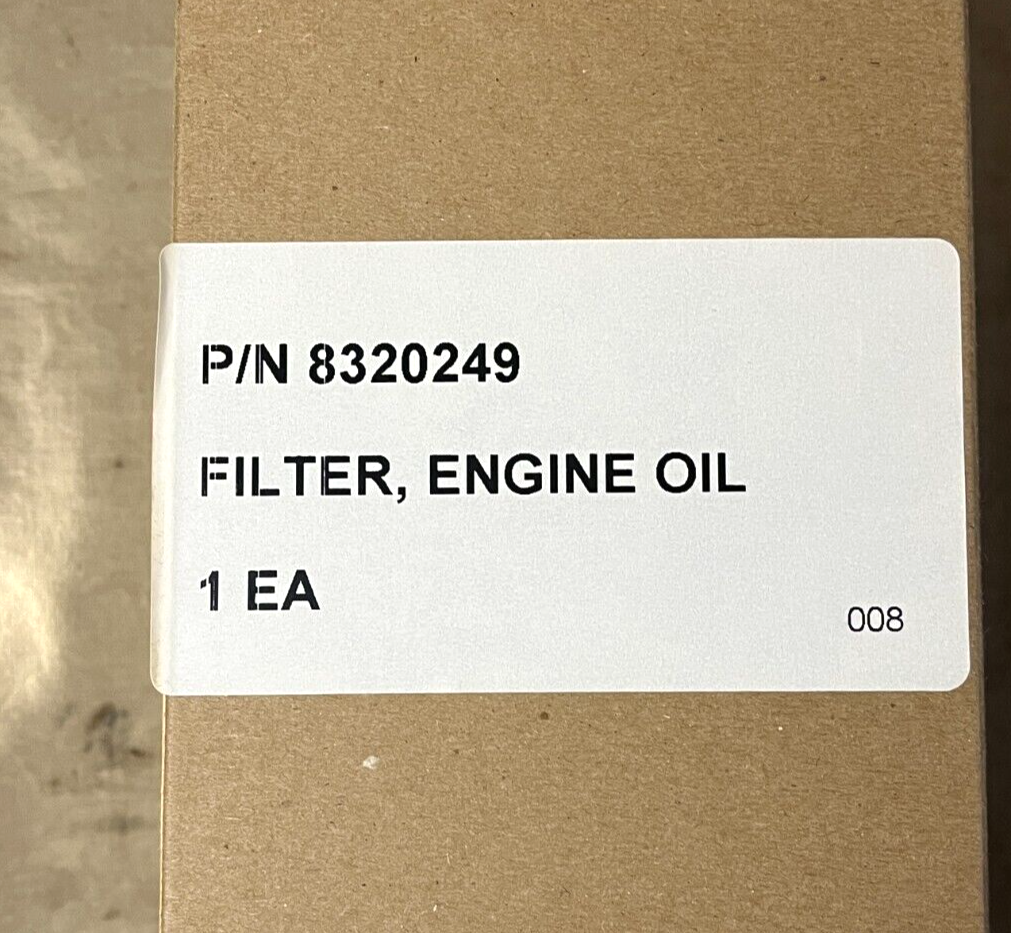 P/N 8320249
FILTER, ENGINE OIL
1 EA
008